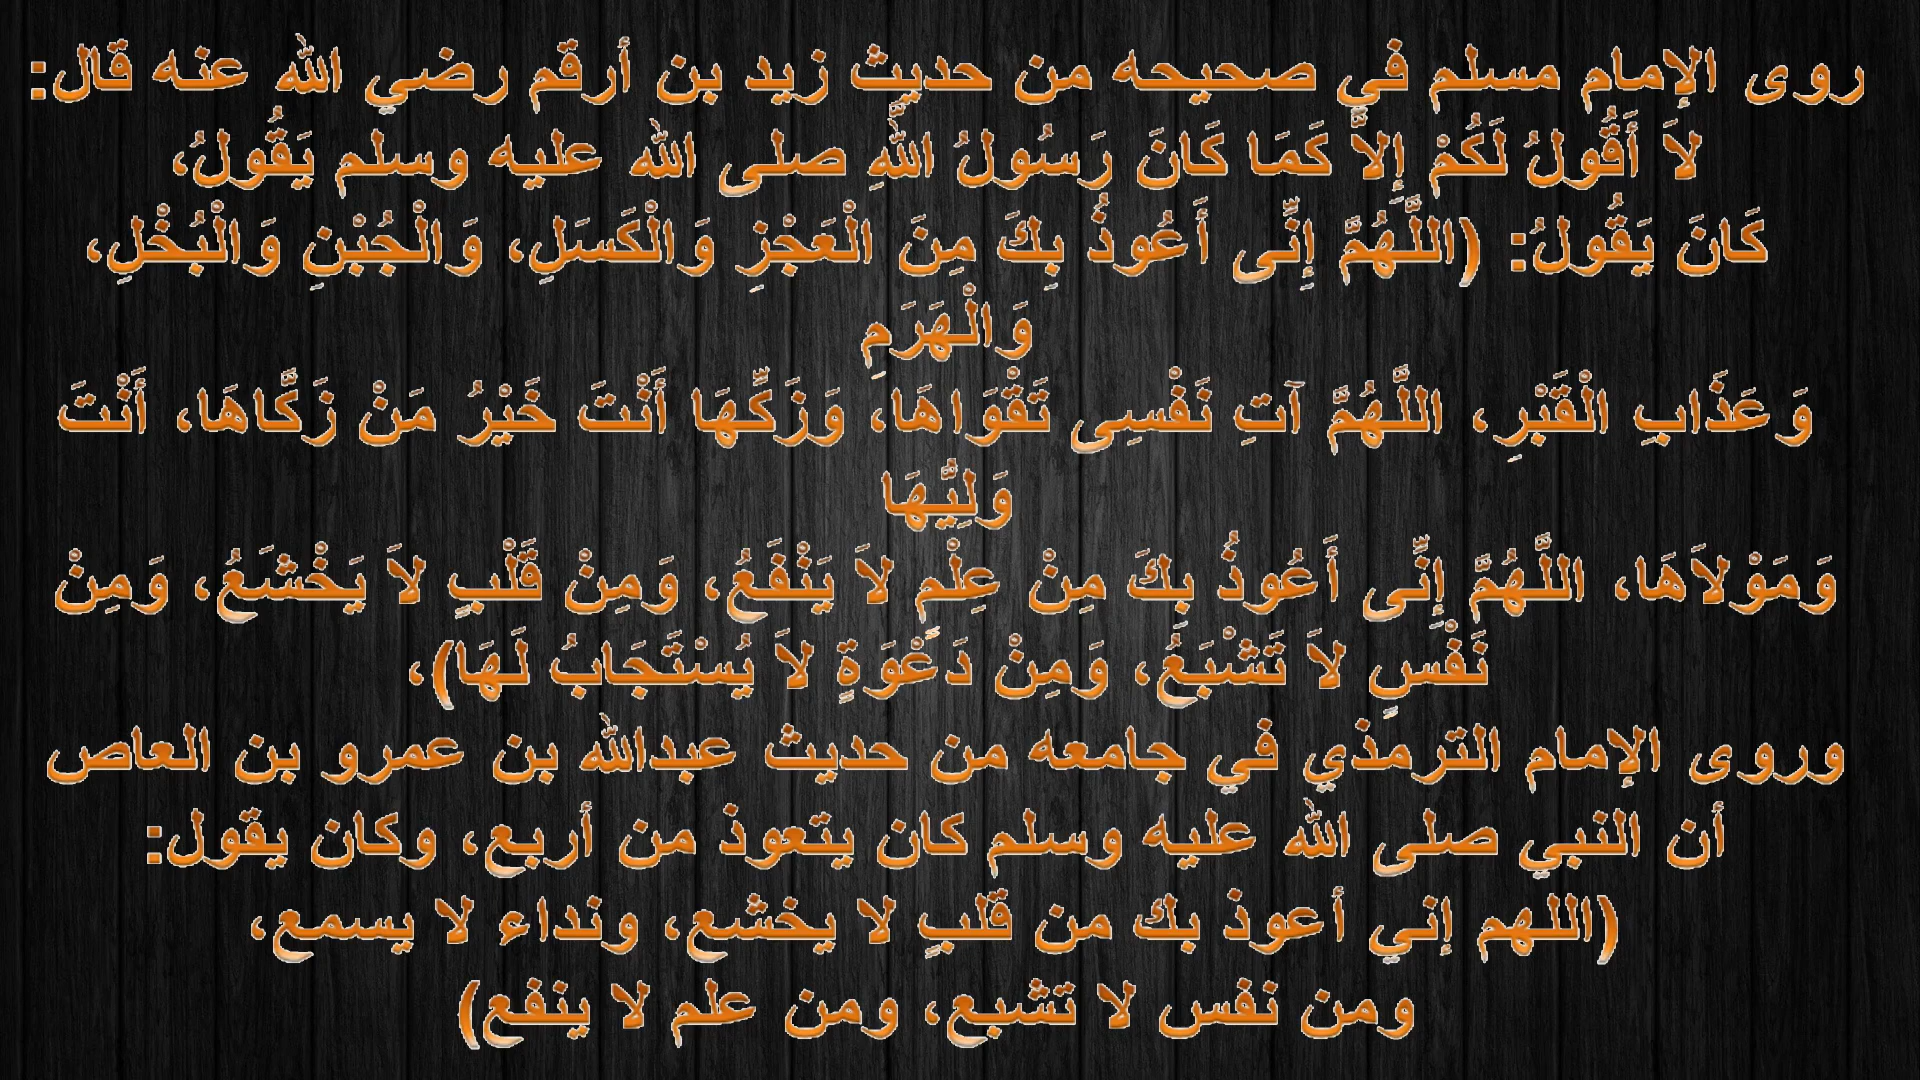 روى الإمام مسلم في صحيحه من حديث زيد بن أرقم رضي الله عنه قال:
لاَ أَقُولُ لَكُمْ إِلاَّ كَمَا كَانَ رَسُولُ اللَّهِ صلى الله عليه وسلم يَقُولُ،
كَانَ يَقُولُ: (اللَّهُمَّ إِنِّى أَعُوذُ بِكَ مِنَ الْعَجْزِ وَالْكَسَلِ، وَالْجُبْنِ وَالْبُخْلِ،
وَالْهَرَمِ
وَعَذَابِ الْقَبْرِ، اللَّهُمَّ آتِ نَفْسِى تَقْوَاهَا، وَزَكِّهَا أَنْتَ خَيْرُ مَنْ زَكَّاهَا، أَنْتَ
وَلِيُّهَا
وَمَوْلاَهَا، اللَّهُمَّ إِنِّى أَعُوذُ بِكَ مِنْ عِلْمٍ لاَ يَنْفَعُ، وَمِنْ قَلْبٍ لاَ يَخْشَعُ، وَمِنْ
نَفْسٍ لاَ تَشْبَعُ، وَمِنْ دَعْوَةٍ لاَ يُسْتَجَابُ لَهَا)،
وروى الإمام الترمذي في جامعه من حديث عبدالله بن عمرو بن العاص
أن النبي صلى الله عليه وسلم كان يتعوذ من أربع، وكان يقول:
(اللهم إني أعوذ بك من قلبٍ لا يخشع، ونداء لا يسمع،
ومن نفس لا تشبع، ومن علم لا ينفع)